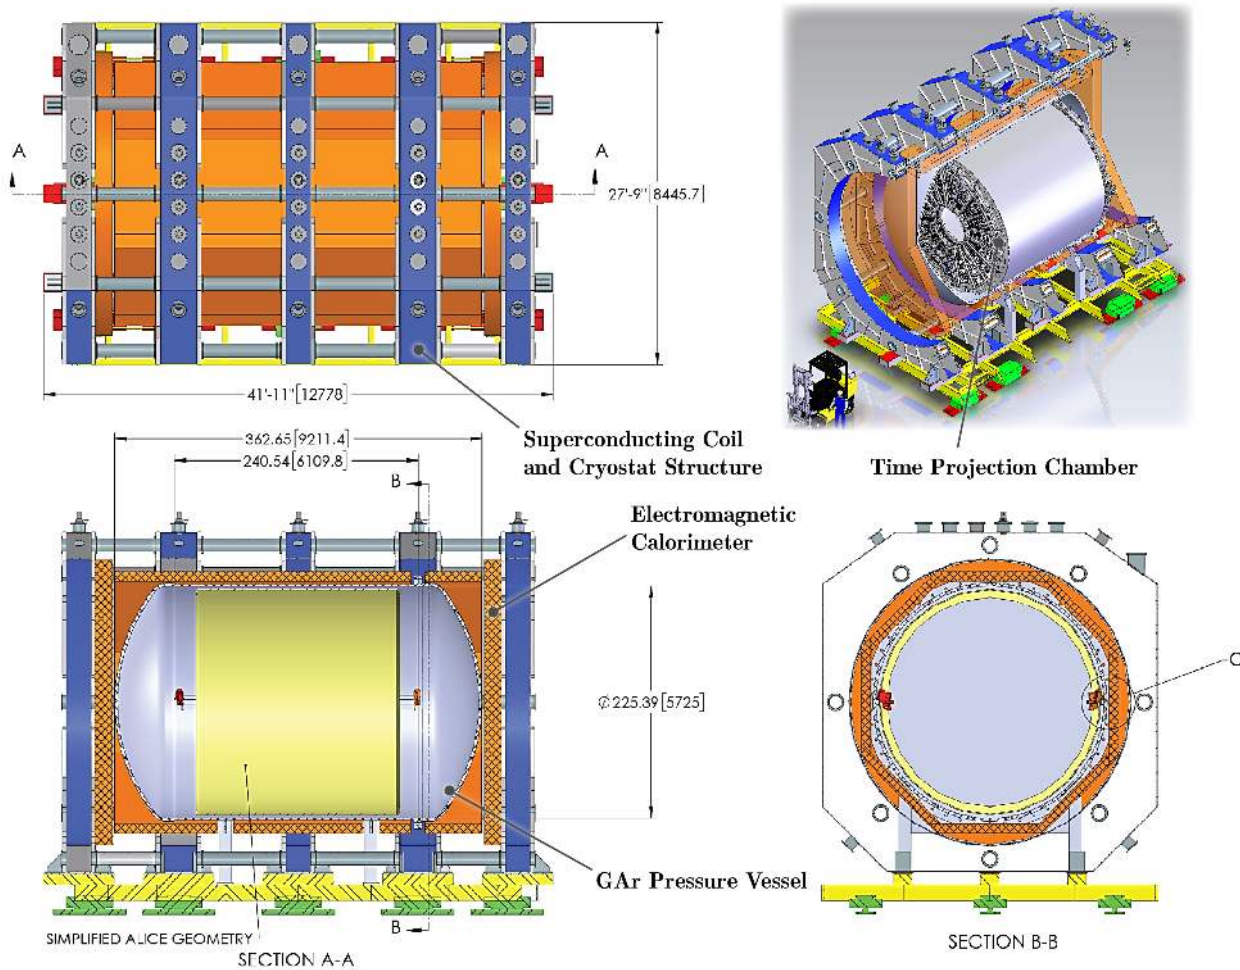 A
A
27'-9" [8445.7]
41'-11" [12778]
362.65 [9211.4]
240.54 [6109.8]
B
Superconducting Coil
and Cryostat Structure
Time Projection Chamber
Electromagnetic
Calorimeter
⌀ 225.39 [5725]
C
GAr Pressure Vessel
B
SIMPLIFIED ALICE GEOMETRY
SECTION A-A
SECTION B-B